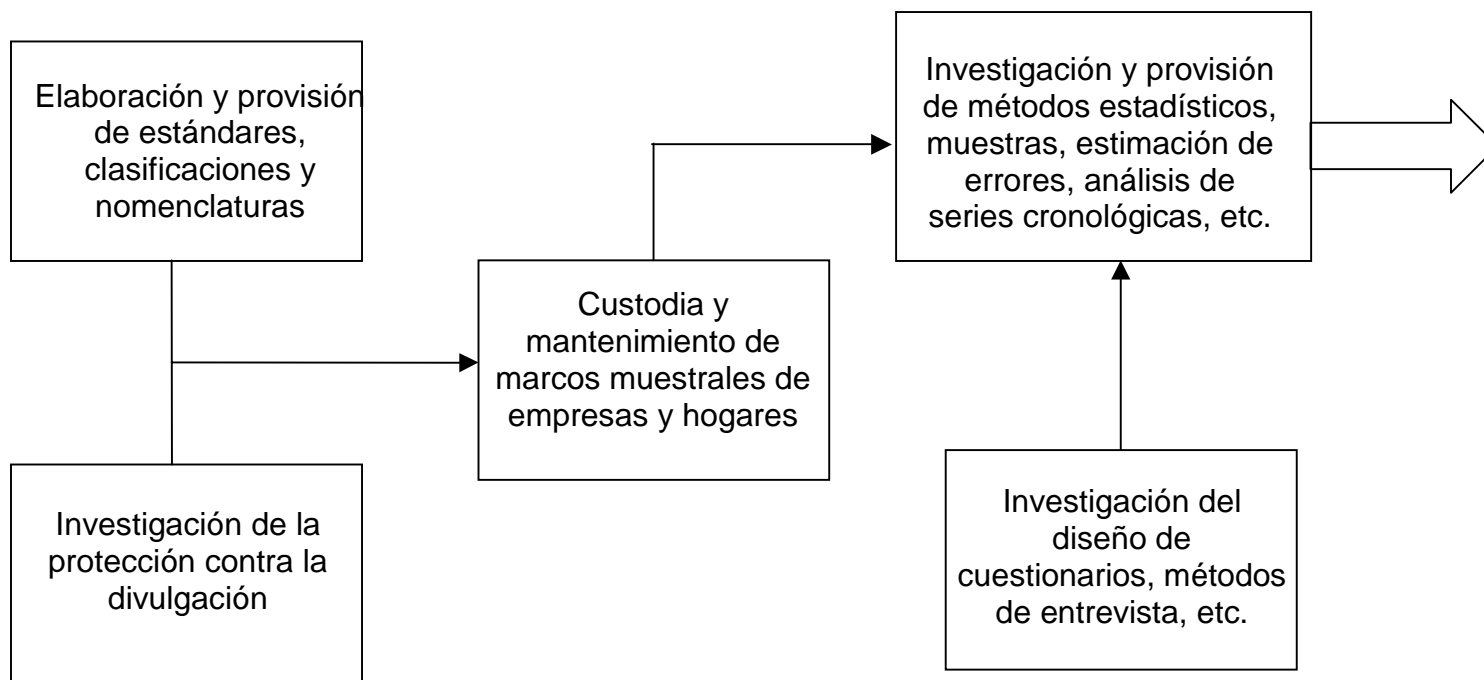 Elaboración y provisión
de estándares,
clasificaciones y
nomenclaturas
Investigación de la
protección contra la
divulgación
Custodia y
mantenimiento de
marcos muestrales de
empresas y hogares
Investigación y provisión
de métodos estadísticos,
muestras, estimación de
errores, análisis de
series cronológicas, etc.
Investigación del
diseño de
cuestionarios, métodos
de entrevista, etc.